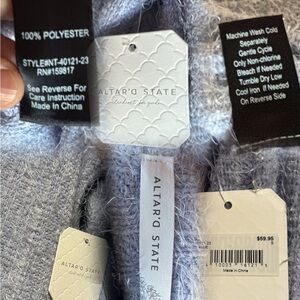 100% POLYESTER
STYLE#NT-40121-23
RN#159817
See Reverse For
Care Instruction
Made In China
ALTAR'D STATE
Machine Wash Cold
Separately
Gentle Cycle
Only Non-chlorine
Bleach If Needed
Tumble Dry Low
Cool Iron If Needed
On Reverse Side
ALTAR'D STATE
ALTAR'D STATE
$59.95
Made in China